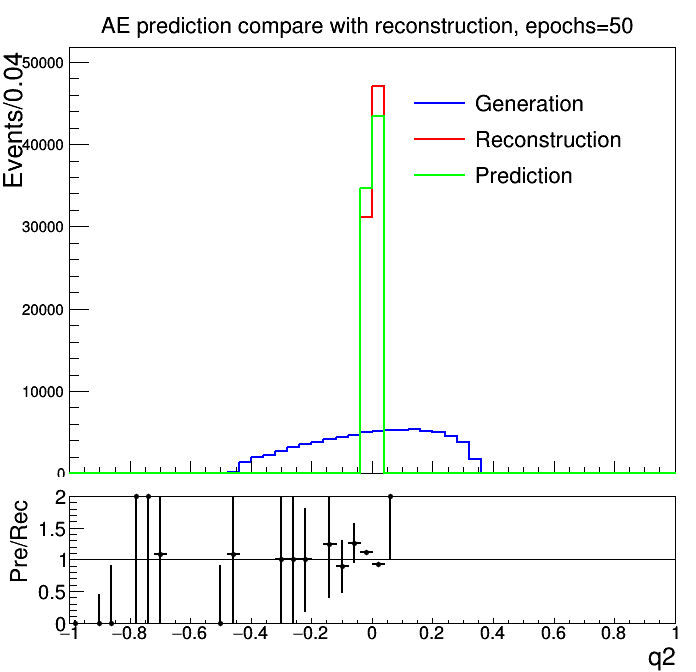 AE prediction compare with reconstruction, epochs=50
Events/0.04
50000
40000
30000
20000
10000
0
Generation
Reconstruction
Prediction
Pre/Rec
2
1.5
1
0.5
0
−1 −0.8 −0.6 −0.4 −0.2 0 0.2 0.4 0.6 0.8 1
q2